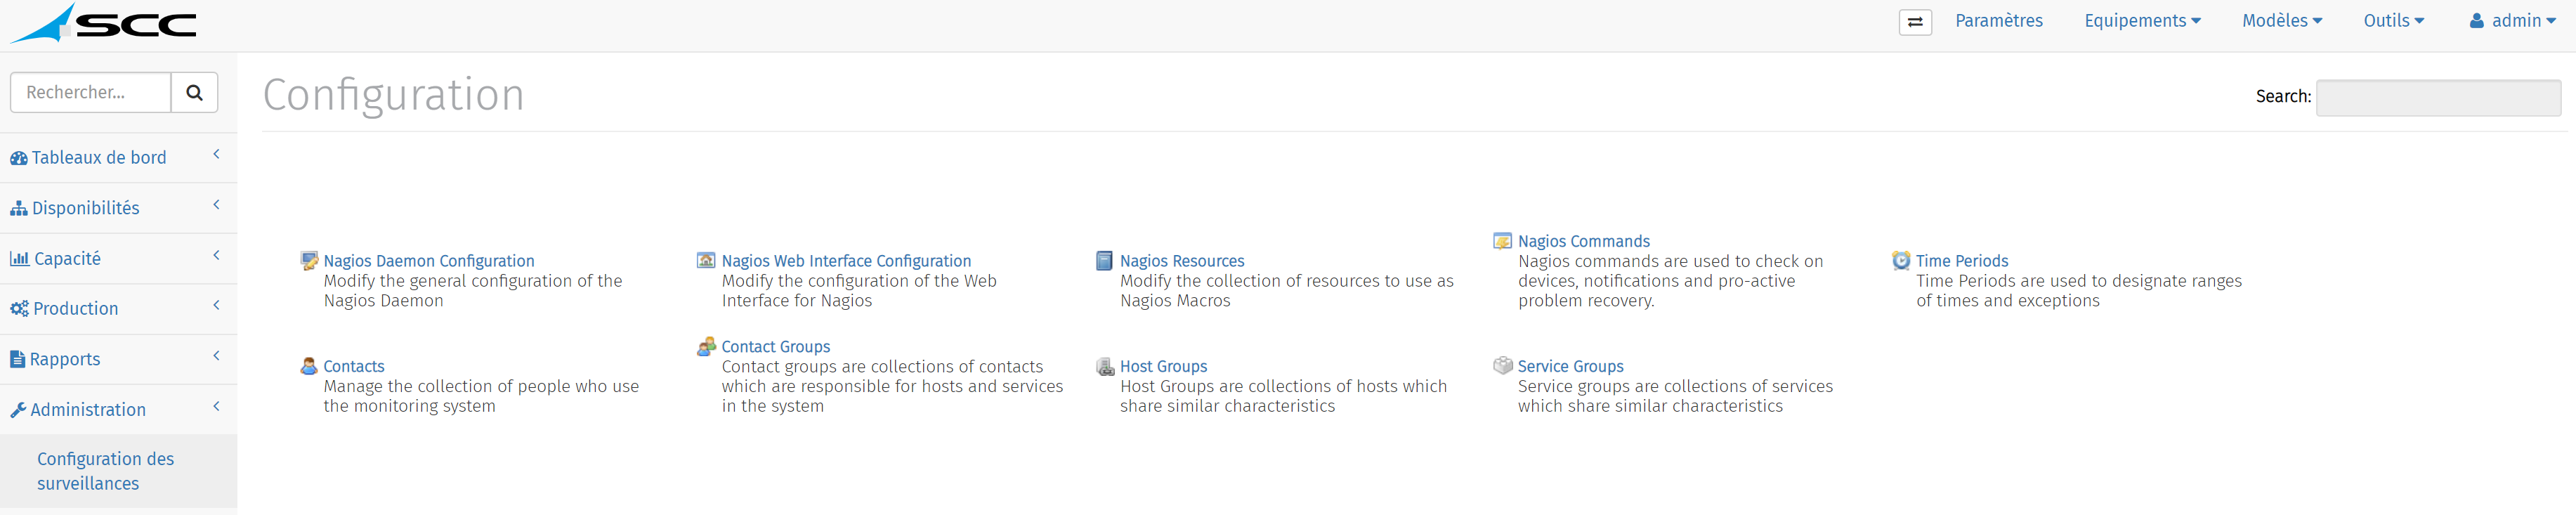 SCC
Paramètres
Equipements
Modèles
Outils
admin
Rechercher...
Configuration
Search:
Tableaux de bord
Disponibilités
Capacité
Production
Rapports
Administration
Configuration des
surveillances
Nagios Daemon Configuration
Modify the general configuration of the
Nagios Daemon
Nagios Web Interface Configuration
Modify the configuration of the Web
Interface for Nagios
Nagios Resources
Modify the collection of resources to use as
Nagios Macros
Nagios Commands
Nagios commands are used to check on
devices, notifications and pro-active
problem recovery.
Time Periods
Time Periods are used to designate ranges
of times and exceptions
Contacts
Manage the collection of people who use
the monitoring system
Contact Groups
Contact groups are collections of contacts
which are responsible for hosts and services
in the system
Host Groups
Host Groups are collections of hosts which
share similar characteristics
Service Groups
Service groups are collections of services
which share similar characteristics